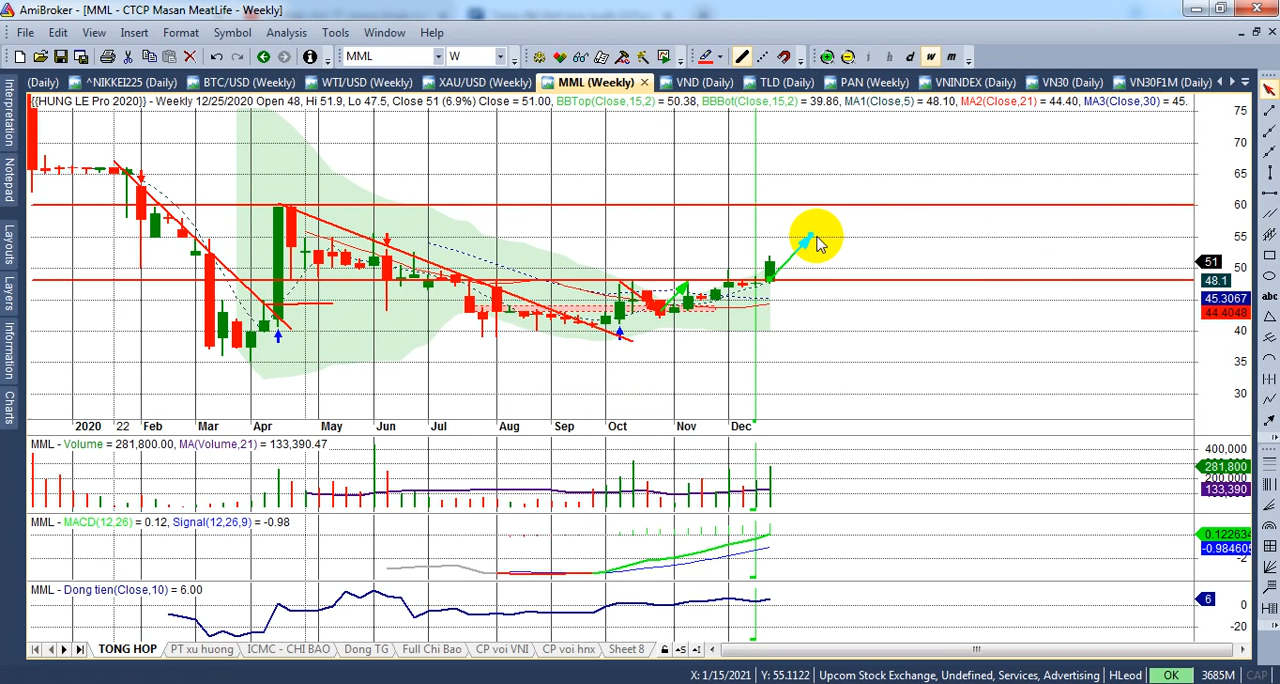 AmiBroker - [MML - CTCP Masan MeatLife - Weekly]
File Edit View Insert Format Symbol Analysis Tools Window Help
MML W i h d w m
(Daily) ^NIKKEI225 (Daily) BTC/USD (Weekly) WTI/USD (Weekly) XAU/USD (Weekly) MML (Weekly) VND (Daily) TLD (Daily) PAN (Weekly) VNINDEX (Daily) VN30 (Daily) VN30F1M (Daily)
{{HUNG LE Pro 2020}} - Weekly 12/25/2020 Open 48, Hi 51.9, Lo 47.5, Close 51 (6.9%) Close = 51.00, BBTop(Close,15,2) = 50.38, BBBot(Close,15,2) = 39.86, MA1(Close,5) = 48.10, MA2(Close,21) = 44.40, MA3(Close,30) = 45.
Interpretation
Notepad
Layouts
Layers
Information
Charts
abc
75
70
65
60
55
50
51
48.1
45.3067
44.4048
40
35
30
2020 22 Feb Mar Apr May Jun Jul Aug Sep Oct Nov Dec
MML - Volume = 281,800.00, MA(Volume,21) = 133,390.47
400,000
281,800
200,000
133,390
MML - MACD(12,26) = 0.12, Signal(12,26,9) = -0.98
0.122634
-0.984605
-2
MML - Dong tien(Close,10) = 6.00
6
0
-20
TONG HOP PT xu huong ICMC - CHI BAO Dong TG Full Chi Bao CP voi VNI CP voi hnx Sheet 8
X: 1/15/2021 Y: 55.1122 Upcom Stock Exchange, Undefined, Services, Advertising HLeod OK 3685M CAP